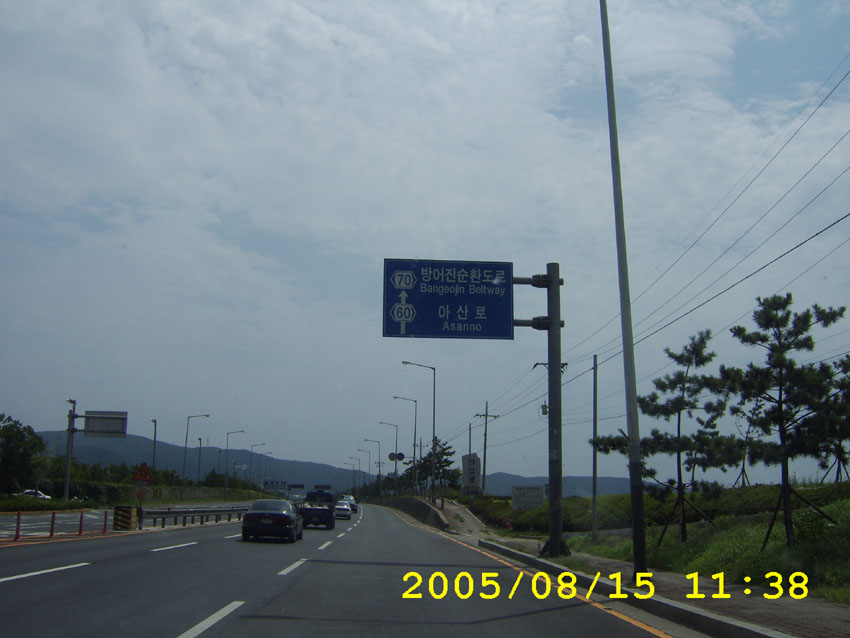 70 방어진순환도로
Bangeojin Beltway
60 아산로
Asanno
2005/08/15 11:38